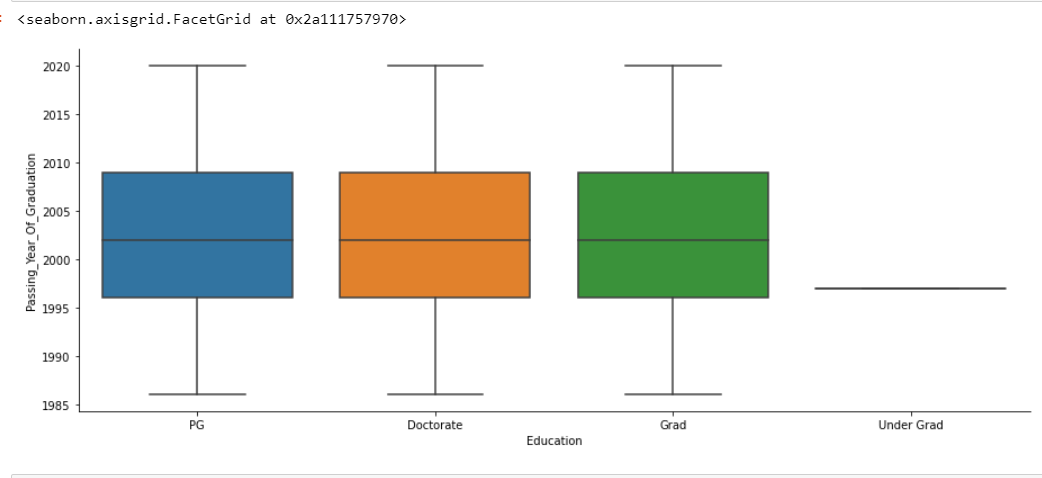 <seaborn.axisgrid.FacetGrid at 0x2a111757970>
2020
2015
2010
2005
2000
1995
1990
1985
Passing_Year_Of_Graduation
PG Doctorate Grad Under Grad
Education